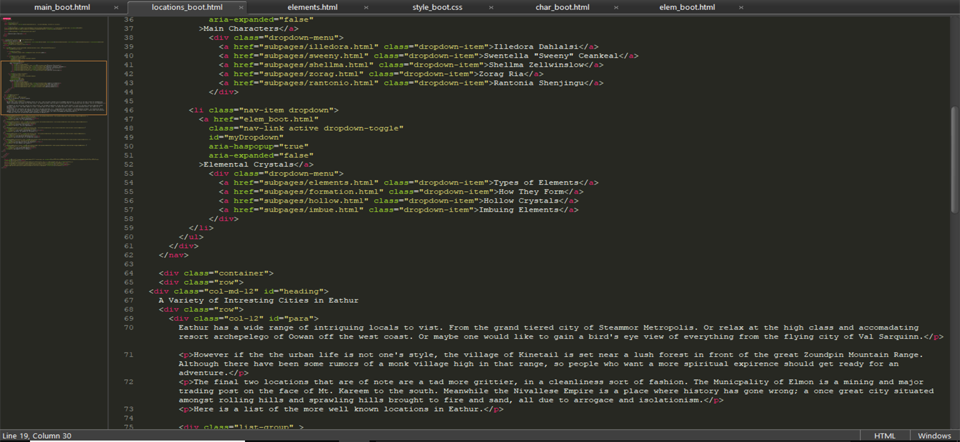 main_boot.html × locations_boot.html × elements.html × style_boot.css × char_boot.html × elem_boot.html ×
36 aria-expanded="false"
37 >Main Characters</a>
38 <div class="dropdown-menu">
39 <a href="subpages/illedora.html" class="dropdown-item">Illedora Dahlalsi</a>
40 <a href="subpages/sweeny.html" class="dropdown-item">Swentella "Sweeny" Ceankeal</a>
41 <a href="subpages/shellma.html" class="dropdown-item">Shellma Zellwinslow</a>
42 <a href="subpages/zorag.html" class="dropdown-item">Zorag Ria</a>
43 <a href="subpages/rantonio.html" class="dropdown-item">Rantonia Shenjingu</a>
44 </div>
45
46 <li class="nav-item dropdown">
47 <a href="elem_boot.html"
48 class="nav-link active dropdown-toggle"
49 id="myDropdown"
50 aria-haspopup="true"
51 aria-expanded="false"
52 >Elemental Crystals</a>
53 <div class="dropdown-menu">
54 <a href="subpages/elements.html" class="dropdown-item">Types of Elements</a>
55 <a href="subpages/formation.html" class="dropdown-item">How They Form</a>
56 <a href="subpages/hollow.html" class="dropdown-item">Hollow Crystals</a>
57 <a href="subpages/imbue.html" class="dropdown-item">Imbuing Elements</a>
58 </div>
59 </li>
60 </ul>
61 </div>
62 </nav>
63
64 <div class="container">
65 <div class="row">
66 <div class="col-md-12" id="heading">
67 A Variety of Intresting Cities in Eathur
68 <div class="row">
69 <div class="col-12" id="para">
70 Eathur has a wide range of intriguing locals to vist. From the grand tiered city of Steammor Metropolis. Or relax at the high class and accomadating
resort archepelego of Oowan off the west coast. Or maybe one would like to gain a bird's eye view of everything from the flying city of Val Sarquinn.</p>
71 <p>However if the the urban life is not one's style, the village of Kinetail is set near a lush forest in front of the great Zoundpin Mountain Range.
Although there have been some rumors of a monk village high in that range, so people who want a more spiritual expirence should get ready for an
adventure.</p>
72 <p>The final two locations that are of note are a tad more grittier, in a cleanliness sort of fashion. The Municpality of Elmon is a mining and major
trading post on the face of Mt. Kareem to the south. Meanwhile the Nivallese Empire is a place where history has gone wrong; a once great city situated
amongst rolling hills and sprawling hills brought to fire and sand, all due to arrogace and isolationism.</p>
73 <p>Here is a list of the more well known locations in Eathur.</p>
74
75 <div class="list-group" >
Line 19, Column 30 HTML Windows